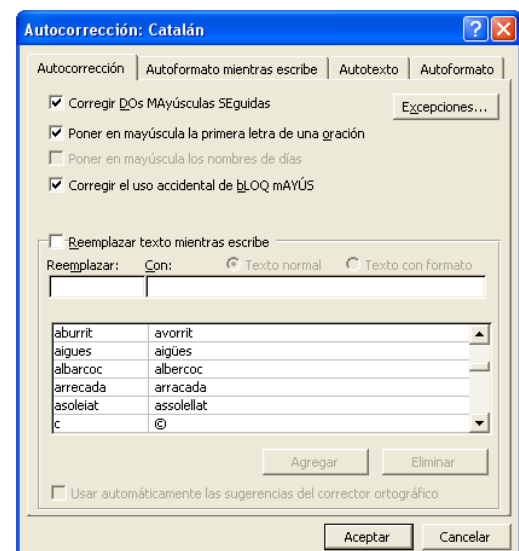 Autocorrección: Catalán
Autocorrección Autoformato mientras escribe Autotexto Autoformato
Corregir DOs MAyúsculas SEguidas
Excepciones...
Poner en mayúscula la primera letra de una oración
Poner en mayúscula los nombres de días
Corregir el uso accidental de bLOQ mAYÚS
Reemplazar texto mientras escribe
Reemplazar: Con: Texto normal Texto con formato
aburrit avorrit
aigues aigües
albarcoc albercoc
arrecada arracada
asoleiat assolellat
c ©
Agregar Eliminar
Usar automáticamente las sugerencias del corrector ortográfico
Aceptar Cancelar